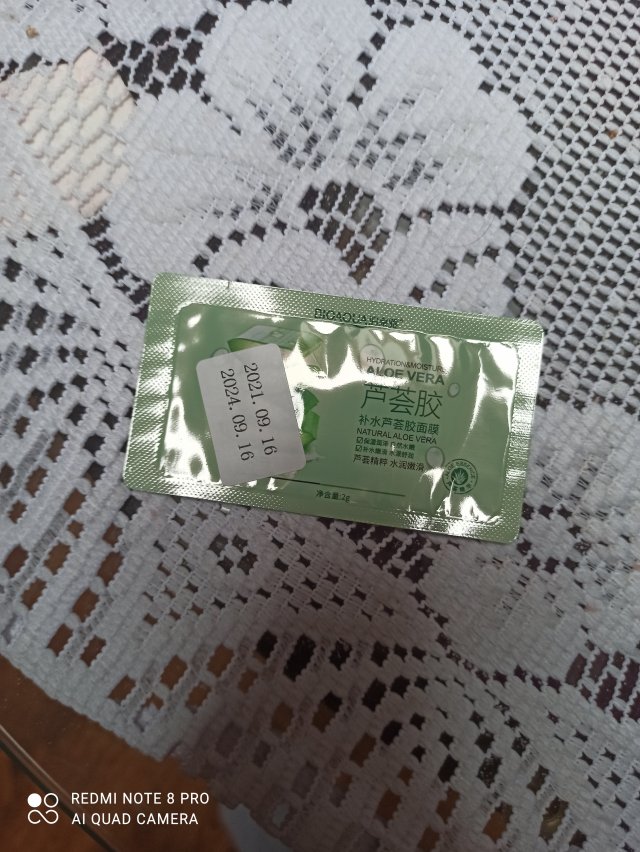 BIOAQUA
HYDRATION&MOISTURE
ALOE VERA
芦荟胶
补水芦荟胶面膜
NATURAL ALOE VERA
芦荟精粹 水润嫩滑
净含量:2g
2021.09.16
2024.09.16
REDMI NOTE 8 PRO
AI QUAD CAMERA